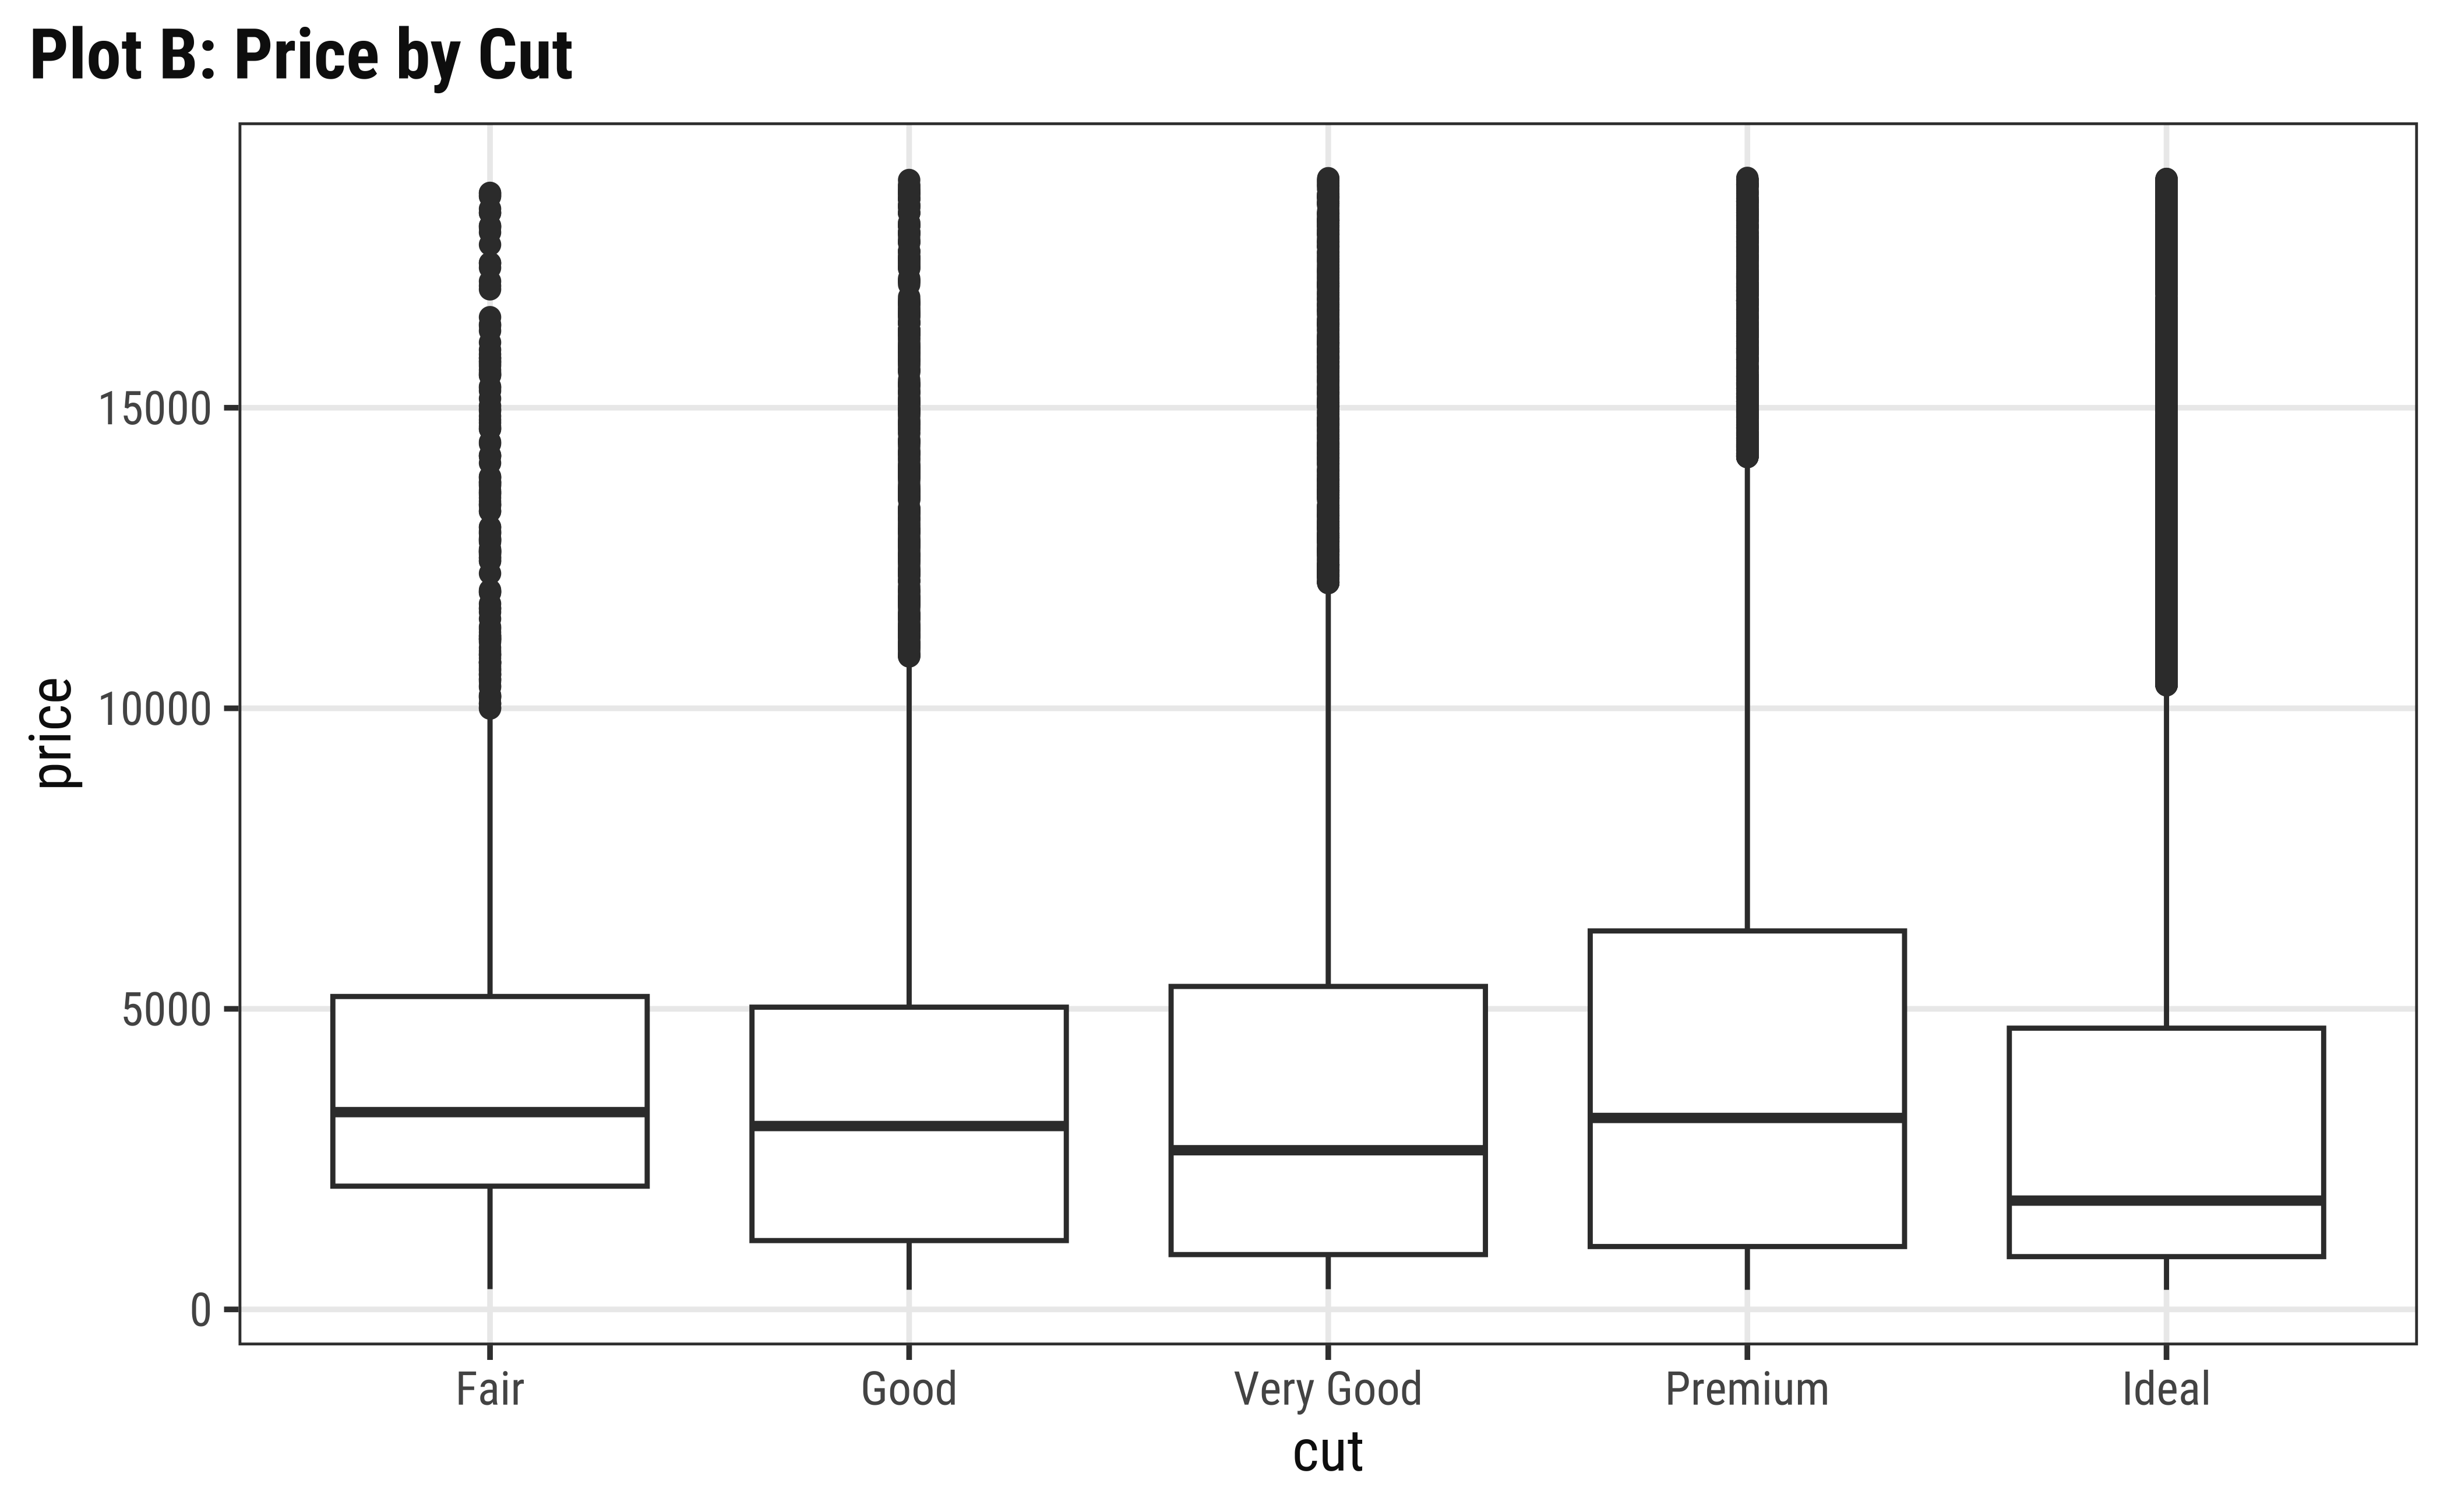 Plot B: Price by Cut
15000
10000
5000
0
price
Fair Good Very Good Premium Ideal
cut